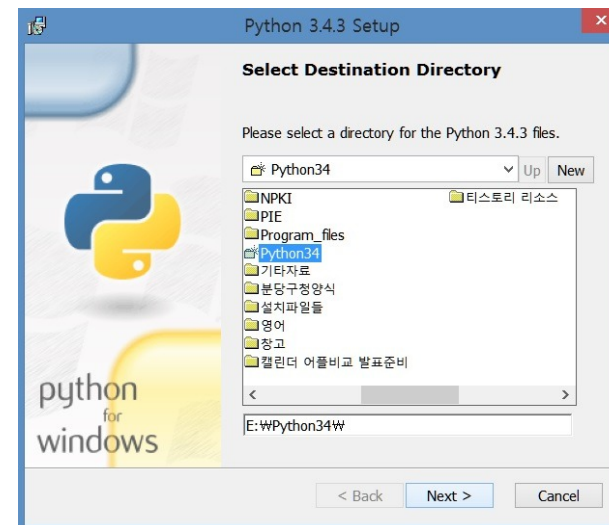 Python 3.4.3 Setup
Select Destination Directory
Please select a directory for the Python 3.4.3 files.
Python34
Up
New
NPKI
PIE
Program_files
Python34
기타자료
분당구청양식
설치파일들
영어
창고
캘린더 어플비교 발표준비
티스토리 리소스
E:₩Python34₩
python
for
windows
< Back
Next >
Cancel